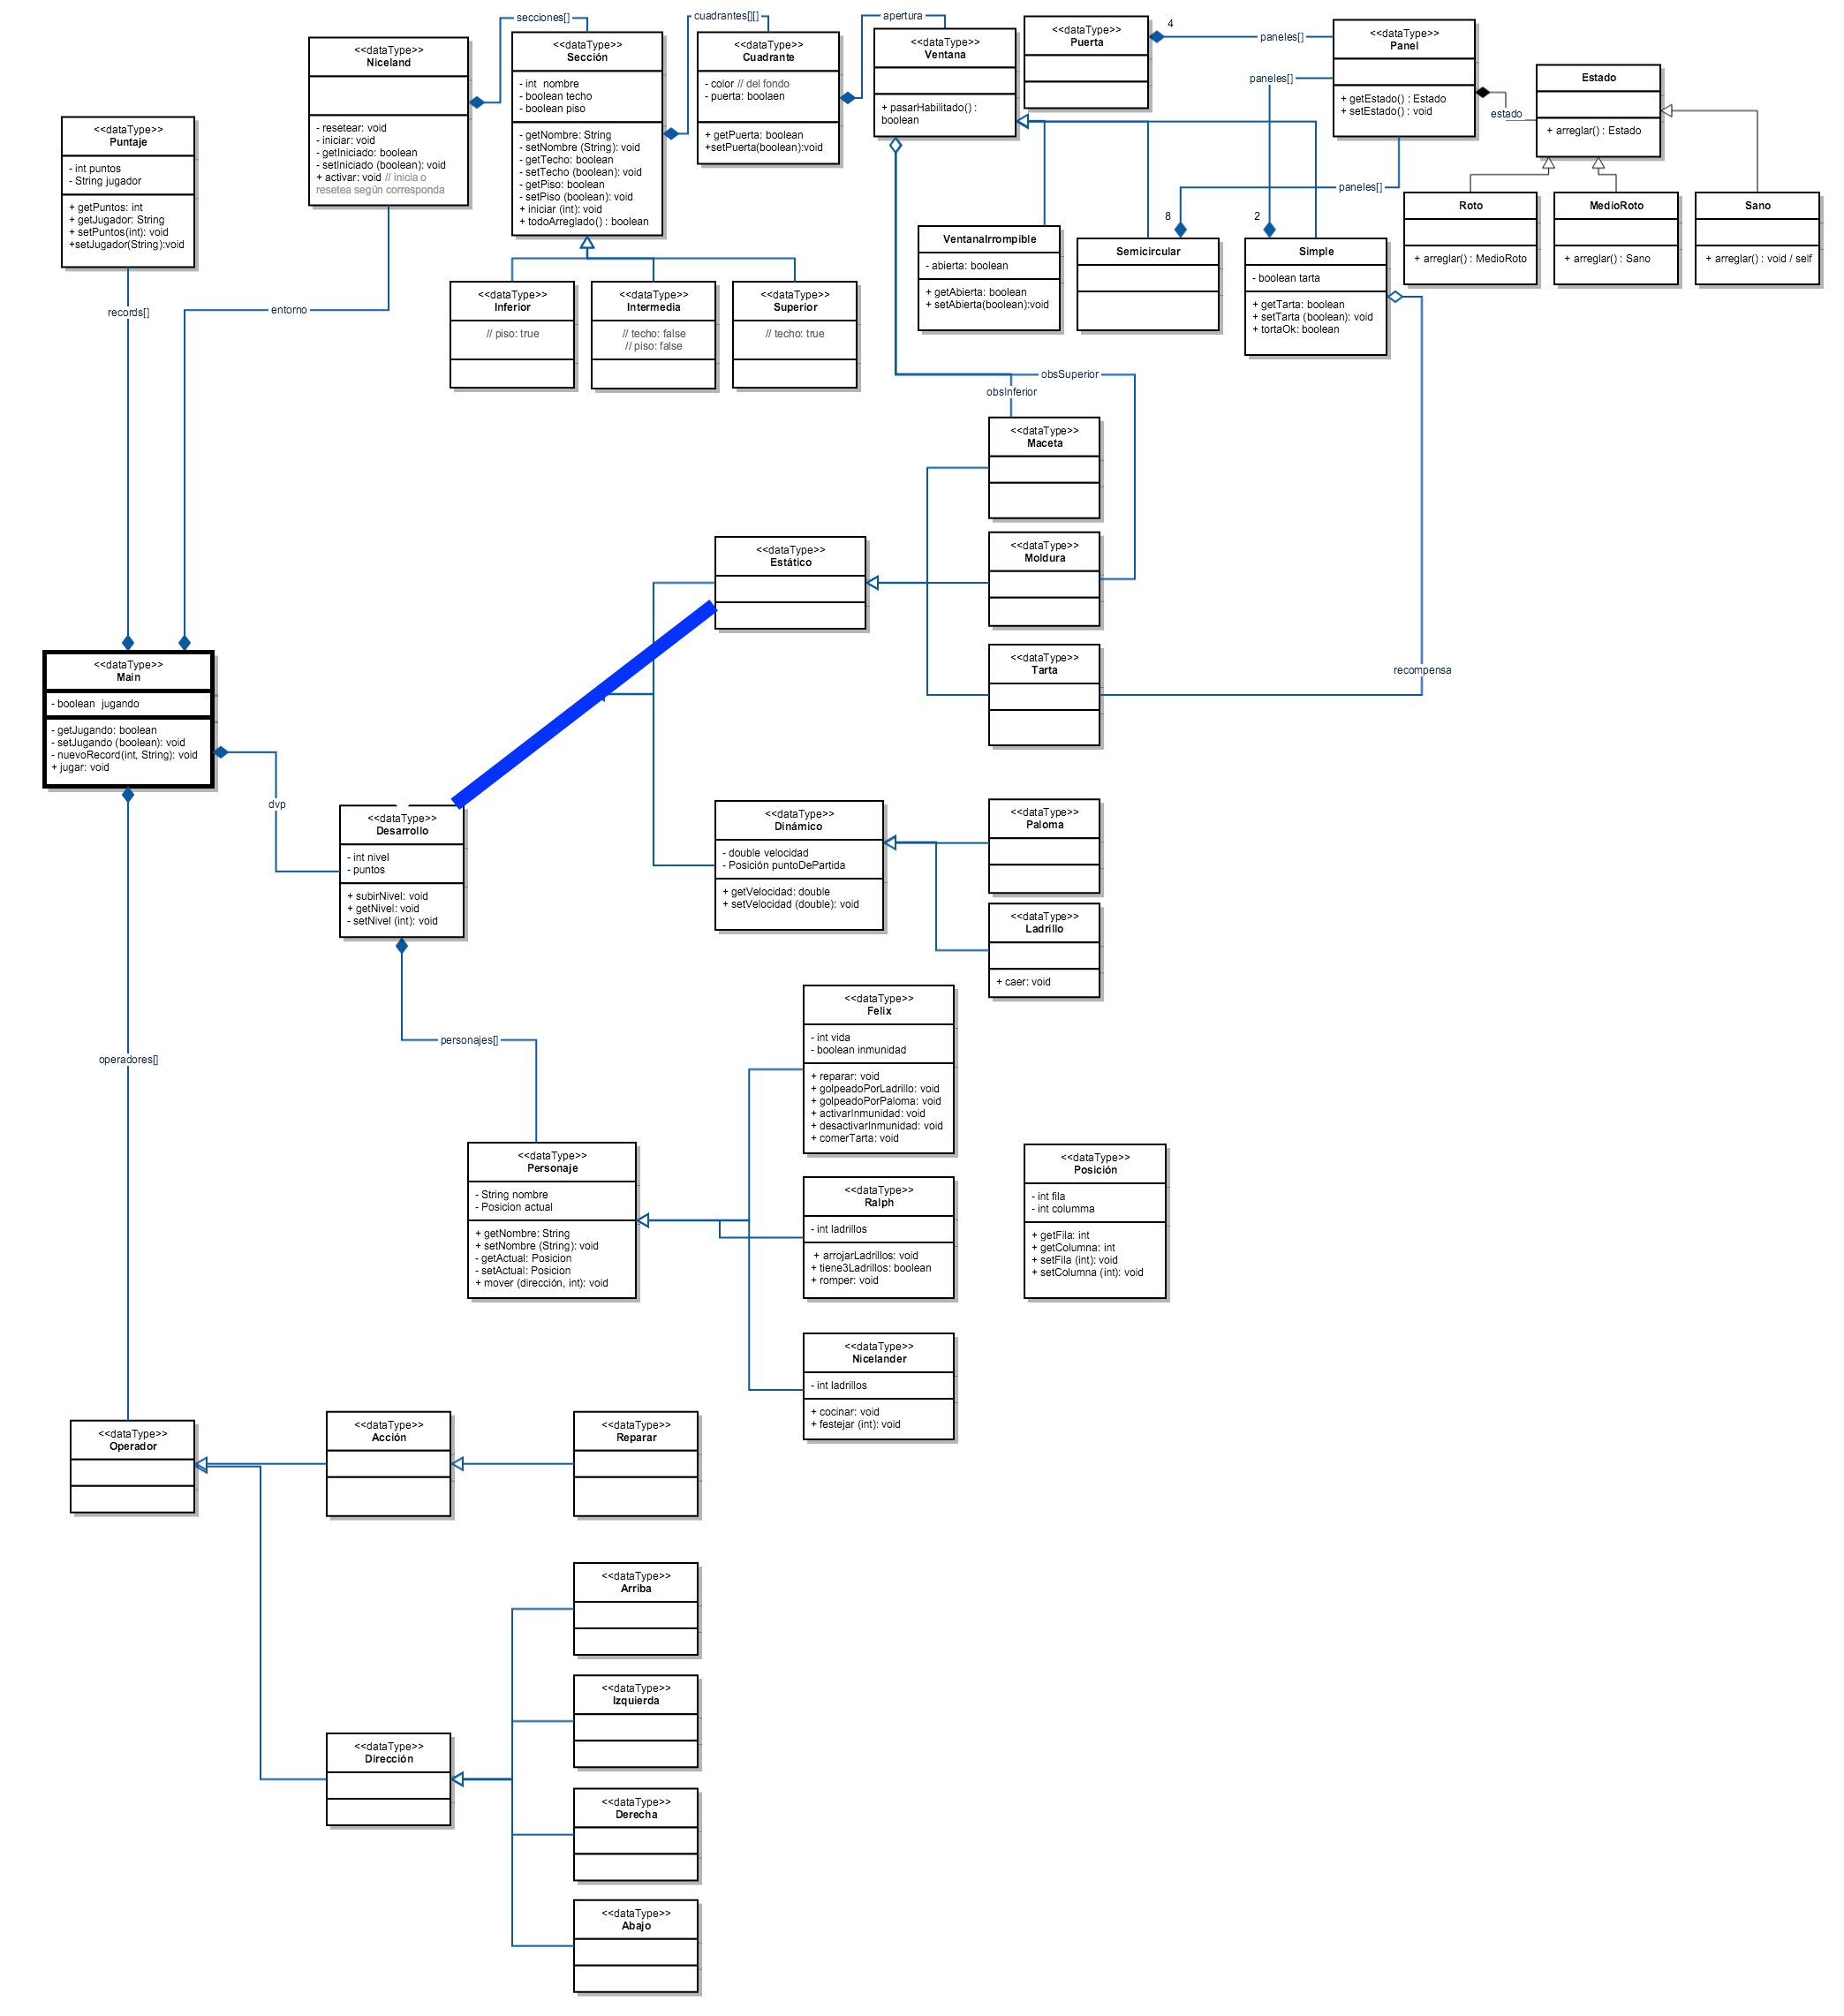 secciones[]
cuadrantes[][]
apertura
<<dataType>>
Niceland
- resetear: void
- iniciar: void
- getIniciado: boolean
- setIniciado (boolean): void
+ activar: void // inicia o
resetea según corresponda
<<dataType>>
Sección
- int  nombre
- boolean techo
- boolean piso
- getNombre: String
- setNombre (String): void
- getTecho: boolean
- setTecho (boolean): void
- getPiso: boolean
- setPiso (boolean): void
+ iniciar (int): void
+ todoArreglado() : boolean
<<dataType>>
Cuadrante
- color // del fondo
- puerta: boolaen
+ getPuerta: boolean
+setPuerta(boolean):void
<<dataType>>
Ventana
+ pasarHabilitado() :
boolean
<<dataType>>
Puerta
4
paneles[]
paneles[]
<<dataType>>
Panel
+ getEstado() : Estado
+ setEstado() : void
estado
Estado
+ arreglar() : Estado
<<dataType>>
Puntaje
- int puntos
- String jugador
+ getPuntos: int
+ getJugador: String
+ setPuntos(int): void
+setJugador(String):void
paneles[]
8
2
Roto
+ arreglar() : MedioRoto
MedioRoto
+ arreglar() : Sano
Sano
+ arreglar() : void / self
VentanaIrrompible
- abierta: boolean
+ getAbierta: boolean
+ setAbierta(boolean):void
Semicircular
Simple
- boolean tarta
+ getTarta: boolean
+ setTarta (boolean): void
+ tortaOk: boolean
<<dataType>>
Inferior
// piso: true
<<dataType>>
Intermedia
// techo: false
// piso: false
<<dataType>>
Superior
// techo: true
records[]
entorno
obsSuperior
obsInferior
<<dataType>>
Maceta
<<dataType>>
Estático
<<dataType>>
Moldura
<<dataType>>
Tarta
recompensa
<<dataType>>
Main
- boolean  jugando
- getJugando: boolean
- setJugando (boolean): void
- nuevoRecord(int, String): void
+ jugar: void
dvp
<<dataType>>
Desarrollo
- int nivel
- puntos
+ subirNivel: void
+ getNivel: void
- setNivel (int): void
<<dataType>>
Dinámico
- double velocidad
- Posición puntoDePartida
+ getVelocidad: double
+ setVelocidad (double): void
<<dataType>>
Paloma
<<dataType>>
Ladrillo
+ caer: void
personajes[]
operadores[]
<<dataType>>
Felix
- int vida
- boolean inmunidad
+ reparar: void
+ golpeadoPorLadrillo: void
+ golpeadoPorPaloma: void
+ activarInmunidad: void
+ desactivarInmunidad: void
+ comerTarta: void
<<dataType>>
Personaje
- String nombre
- Posicion actual
+ getNombre: String
+ setNombre (String): void
- getActual: Posicion
- setActual: Posicion
+ mover (dirección, int): void
<<dataType>>
Ralph
- int ladrillos
+ arrojarLadrillos: void
+ tiene3Ladrillos: boolean
+ romper: void
<<dataType>>
Posición
- int fila
- int columma
+ getFila: int
+ getColumna: int
+ setFila (int): void
+ setColumna (int): void
<<dataType>>
Nicelander
- int ladrillos
+ cocinar: void
+ festejar (int): void
<<dataType>>
Operador
<<dataType>>
Acción
<<dataType>>
Reparar
<<dataType>>
Arriba
<<dataType>>
Izquierda
<<dataType>>
Dirección
<<dataType>>
Derecha
<<dataType>>
Abajo